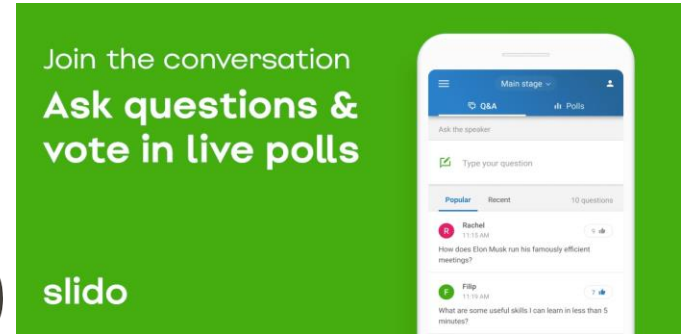 Join the conversation
Ask questions &
vote in live polls
slido
Main stage
Q&A
Polls
Ask the speaker
Type your question
Popular
Recent
10 questions
R
Rachel
9
11:15 AM
How does Elon Musk run his famously efficient
meetings?
F
Filip
7
11:19 AM
What are some useful skills I can learn in less than 5
minutes?